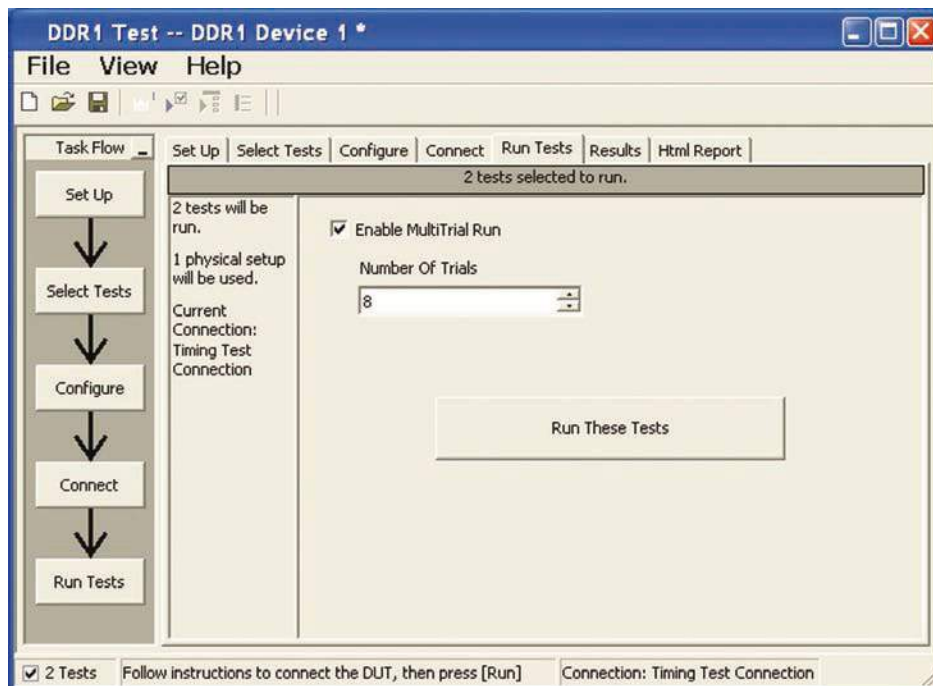 DDR1 Test -- DDR1 Device 1 *
File View Help
Task Flow
Set Up
Select Tests
Configure
Connect
Run Tests
Set Up Select Tests Configure Connect Run Tests Results Html Report
2 tests selected to run.
2 tests will be
run.
1 physical setup
will be used.
Current
Connection:
Timing Test
Connection
Enable MultiTrial Run
Number Of Trials
8
Run These Tests
2 Tests Follow instructions to connect the DUT, then press [Run] Connection: Timing Test Connection